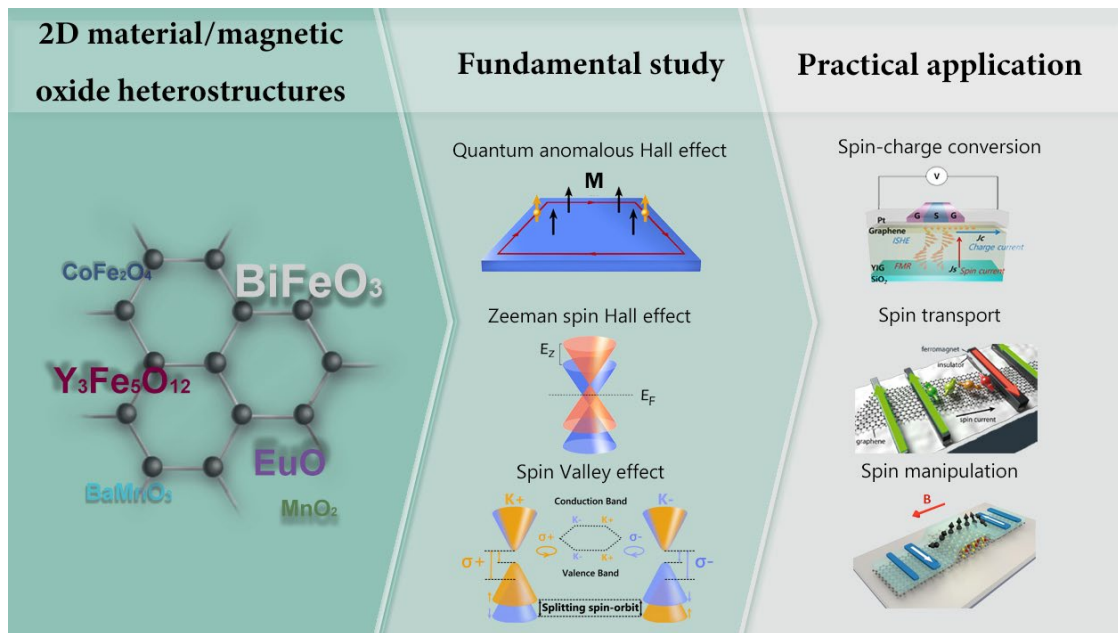 2D material/magnetic
oxide heterostructures
CoFe₂O₄
BiFeO₃
Y₃Fe₅O₁₂
EuO
BaMnO₃
MnO₂
Fundamental study
Quantum anomalous Hall effect
M
Zeeman spin Hall effect
E_Z
E_F
Spin Valley effect
K+
Conduction Band
K-
K- K+
σ+
σ-
K- K+
σ+
σ-
Valence Band
Splitting spin-orbit
Practical application
Spin-charge conversion
V
G S G
Pt
Graphene
ISHE
Jc
Charge current
FMR
Js
Spin current
YIG
SiO₂
Spin transport
ferromagnet
insulator
spin current
graphene
Spin manipulation
B